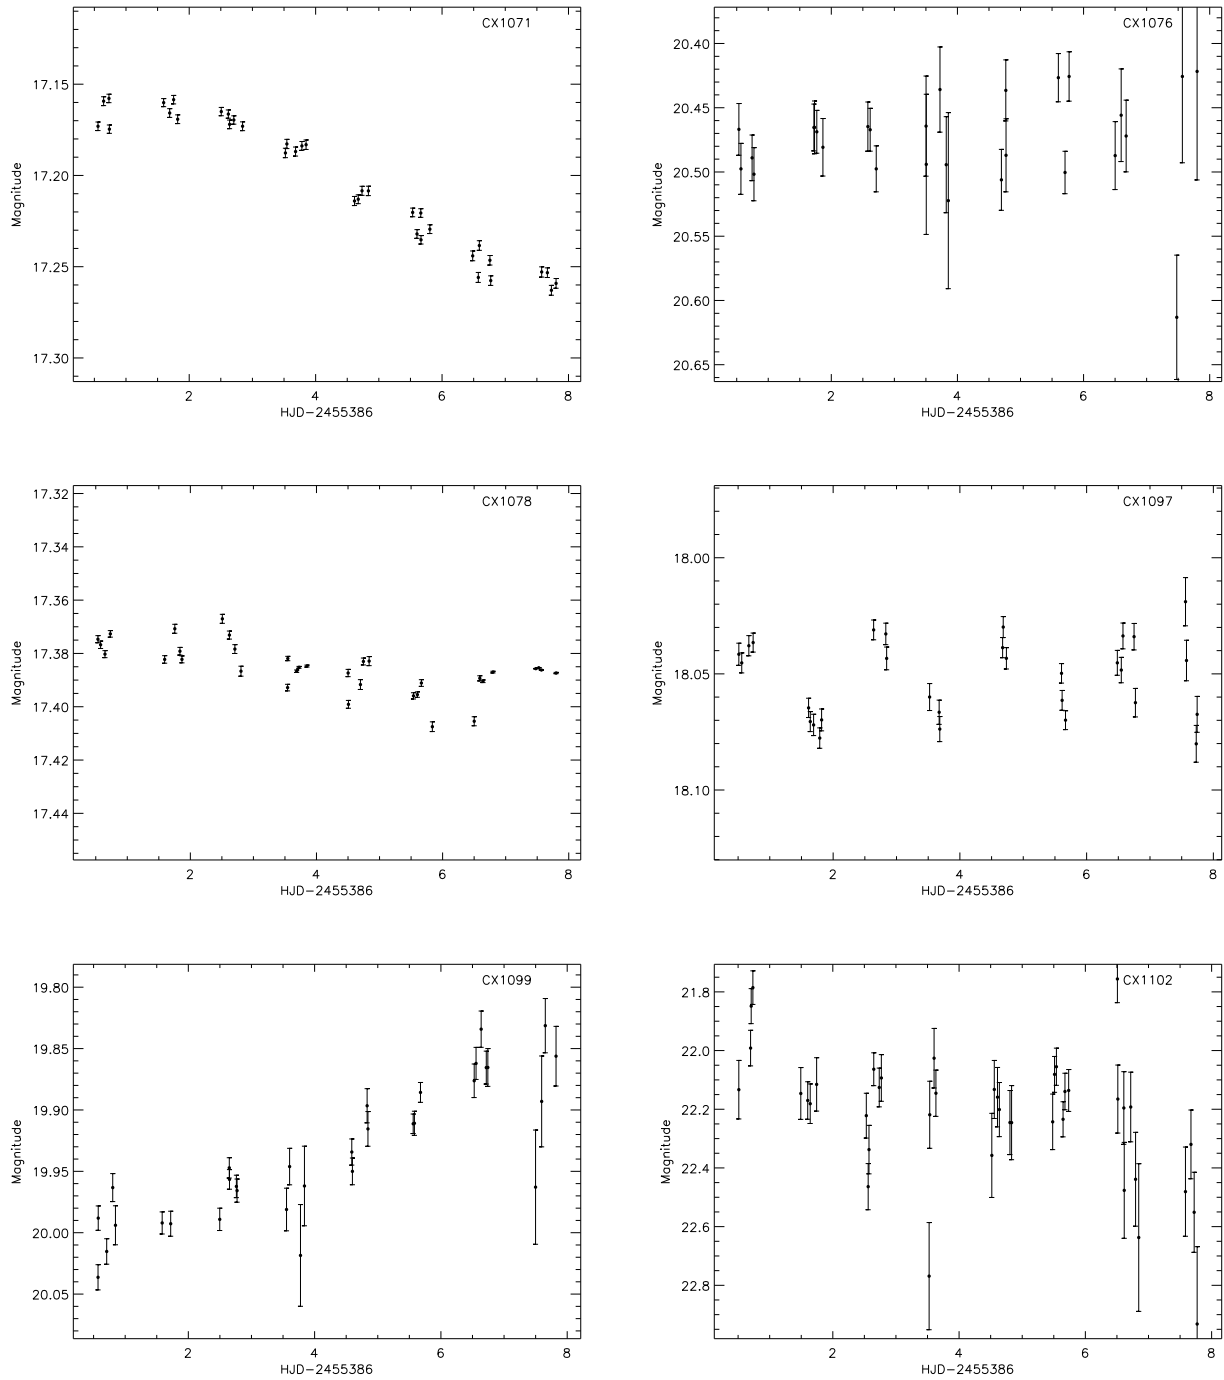 CX1071
17.15
17.20
17.25
17.30
Magnitude
2 4 6 8
HJD−2455386
CX1076
20.40
20.45
20.50
20.55
20.60
20.65
Magnitude
2 4 6 8
HJD−2455386
CX1078
17.32
17.34
17.36
17.38
17.40
17.42
17.44
Magnitude
2 4 6 8
HJD−2455386
CX1097
18.00
18.05
18.10
Magnitude
2 4 6 8
HJD−2455386
CX1099
19.80
19.85
19.90
19.95
20.00
20.05
Magnitude
2 4 6 8
HJD−2455386
CX1102
21.8
22.0
22.2
22.4
22.6
22.8
Magnitude
2 4 6 8
HJD−2455386